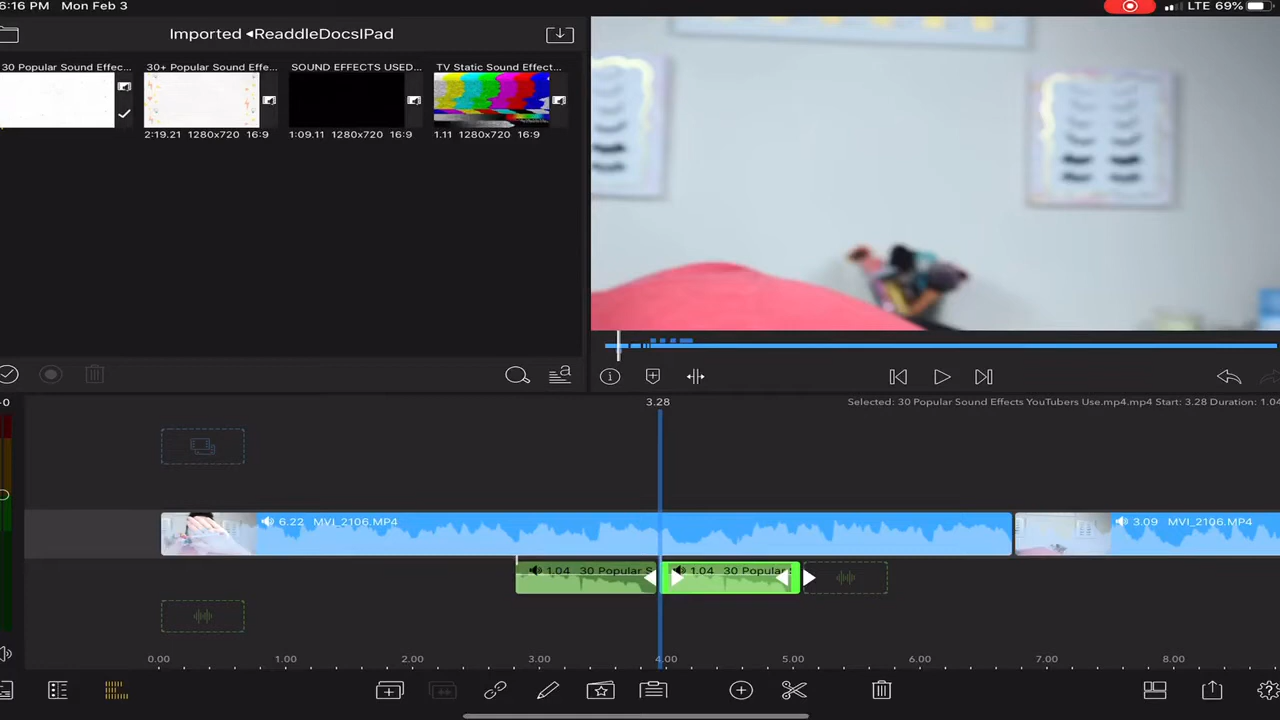 6:16 PM Mon Feb 3
LTE 69%
Imported ◂ReaddleDocsIPad
30 Popular Sound Effec...
30+ Popular Sound Effe...
SOUND EFFECTS USED...
TV Static Sound Effect...
2:19.21 1280x720 16:9
1:09.11 1280x720 16:9
1.11 1280x720 16:9
3.28
Selected: 30 Popular Sound Effects YouTubers Use.mp4.mp4 Start: 3.28 Duration: 1.04
-0
6.22 MVI_2106.MP4
3.09 MVI_2106.MP4
1.04 30 Popular S
1.04 30 Popular
0.00 1.00 2.00 3.00 4.00 5.00 6.00 7.00 8.00